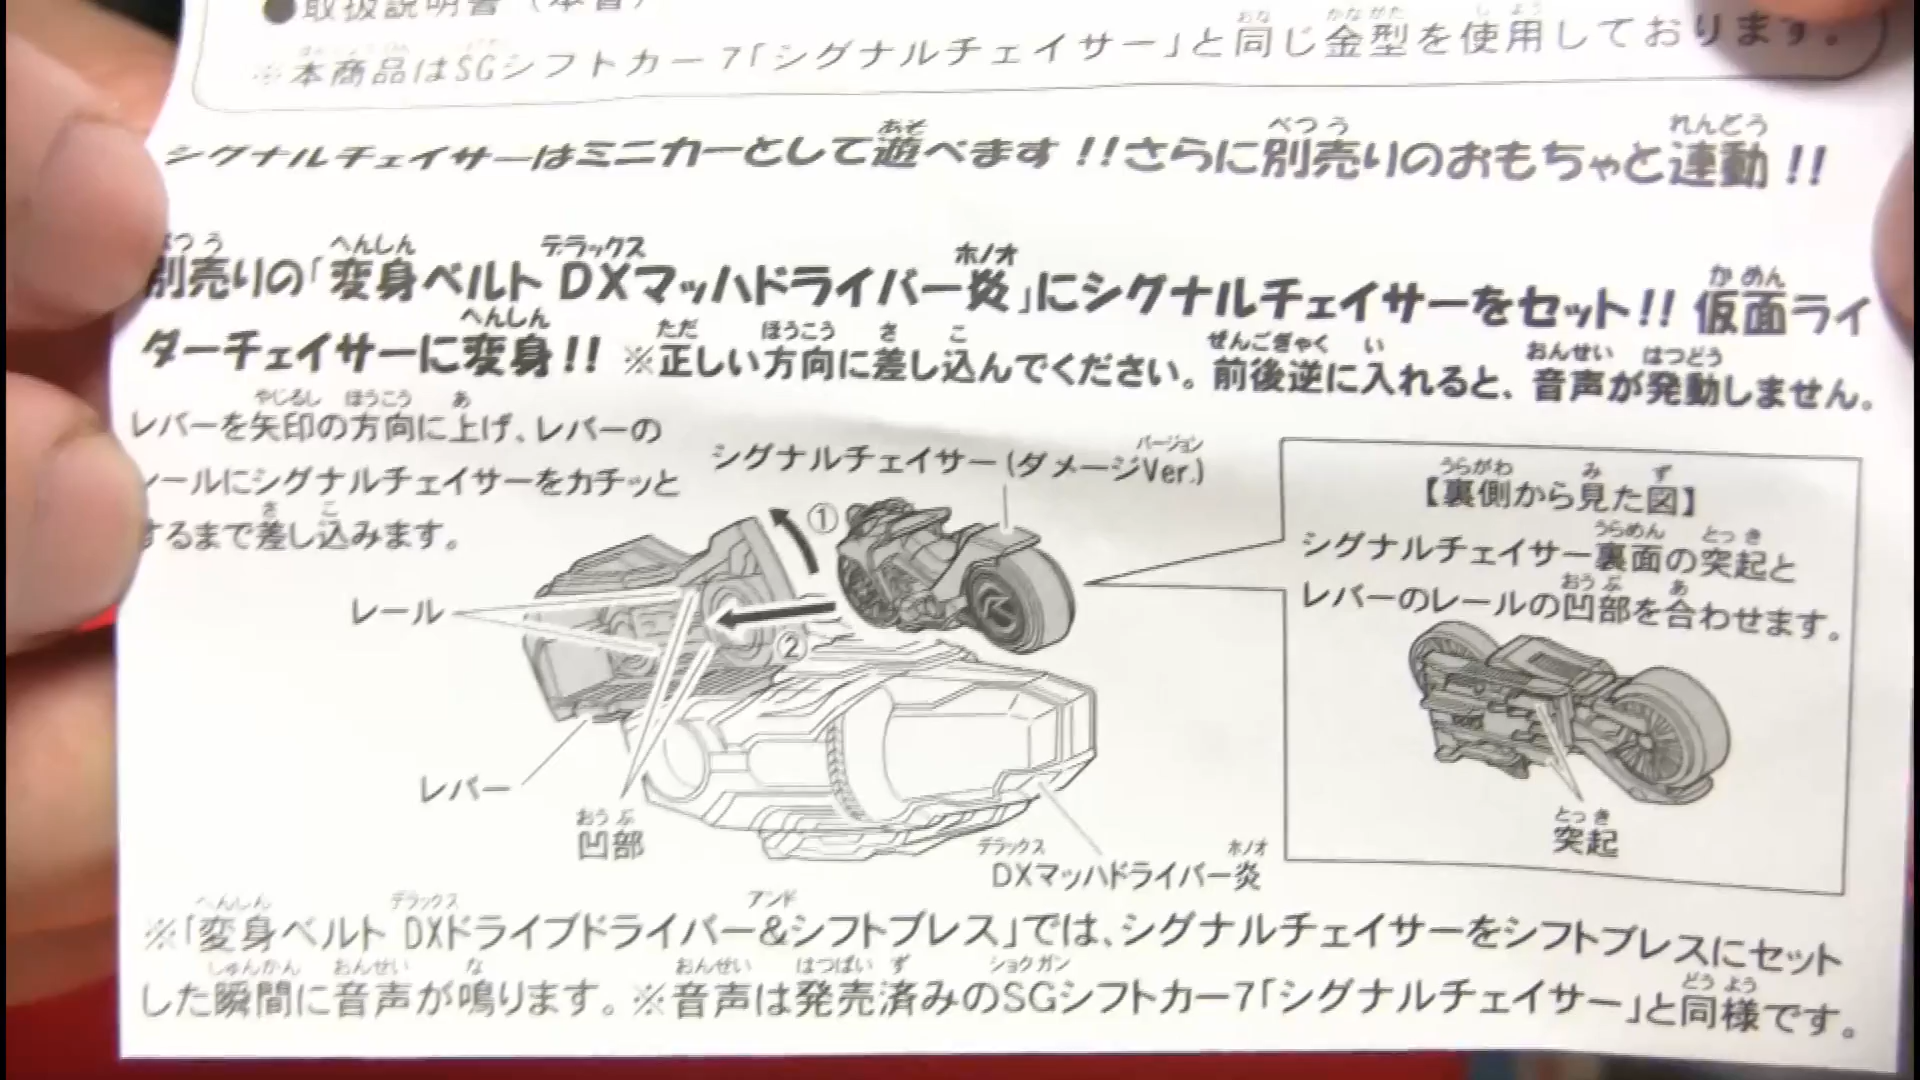 ●取扱説明書（本書）
※本商品はSGシフトカー7「シグナルチェイサー」と同じ金型を使用しております。
シグナルチェイサーはミニカーとして遊べます!!さらに別売りのおもちゃと連動!!
別売りの「変身ベルト DXマッハドライバー炎」にシグナルチェイサーをセット!! 仮面ライ
ダーチェイサーに変身!! ※正しい方向に差し込んでください。前後逆に入れると、音声が発動しません。
レバーを矢印の方向に上げ、レバーの
レールにシグナルチェイサーをカチッと
するまで差し込みます。
シグナルチェイサー(ダメージVer.)
①
②
レール
レバー
凹部
DXマッハドライバー炎
【裏側から見た図】
シグナルチェイサー裏面の突起と
レバーのレールの凹部を合わせます。
突起
※「変身ベルト DXドライブドライバー&シフトブレス」では、シグナルチェイサーをシフトブレスにセット
した瞬間に音声が鳴ります。※音声は発売済みのSGシフトカー7「シグナルチェイサー」と同様です。